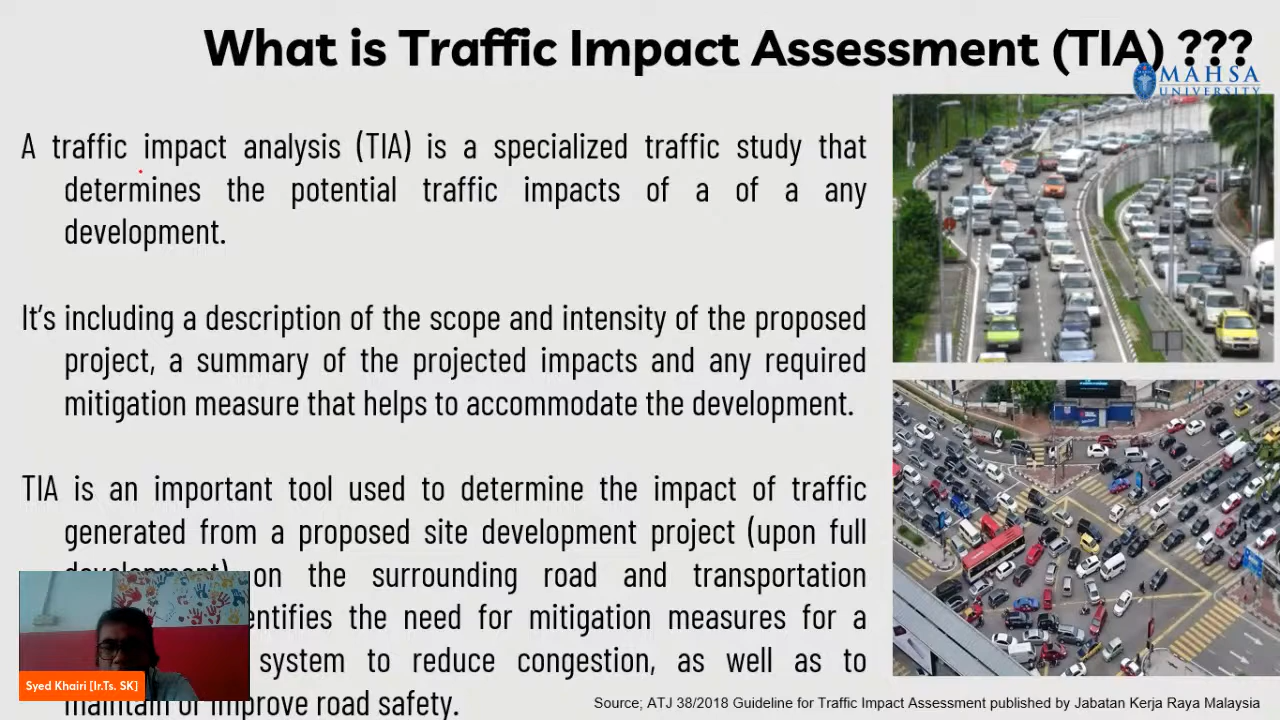 What is Traffic Impact Assessment (TIA) ???
MAHSA
UNIVERSITY
A traffic impact analysis (TIA) is a specialized traffic study that
determines the potential traffic impacts of a of a any
development.
It's including a description of the scope and intensity of the proposed
project, a summary of the projected impacts and any required
mitigation measure that helps to accommodate the development.
TIA is an important tool used to determine the impact of traffic
generated from a proposed site development project (upon full
development) on the surrounding road and transportation
entifies the need for mitigation measures for a
system to reduce congestion, as well as to
maintain or improve road safety.
Syed Khairi [Ir.Ts. SK]
Source; ATJ 38/2018 Guideline for Traffic Impact Assessment published by Jabatan Kerja Raya Malaysia